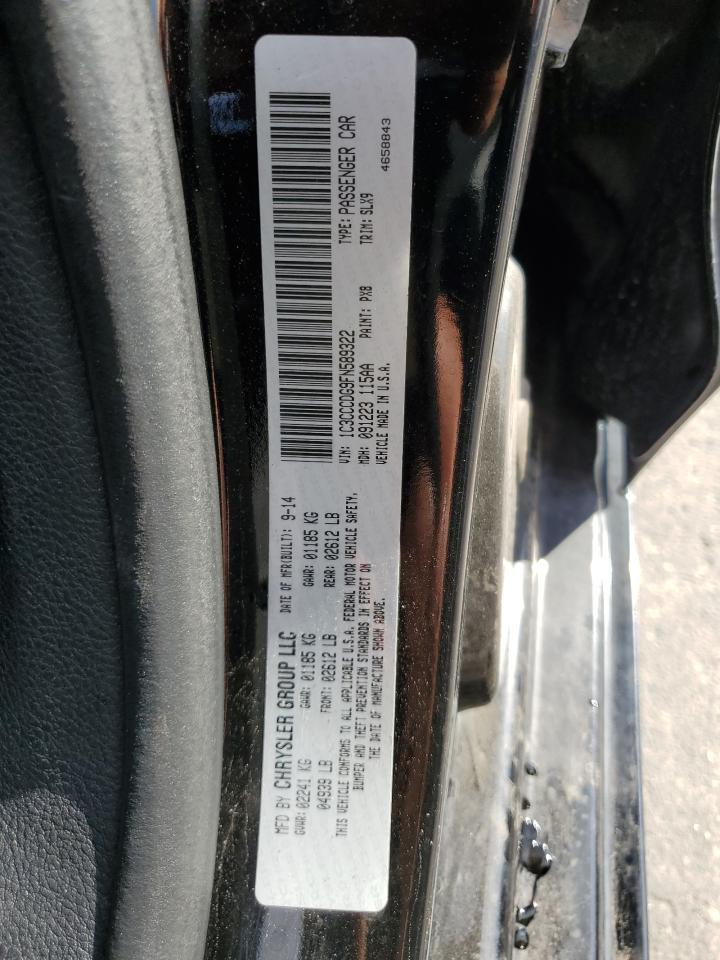 MFD BY CHRYSLER GROUP LLC
DATE OF MFR(BUILT): 9-14
GVWR: 02241 KG
GAWR: 01185 KG
GAWR: 01185 KG
04939 LB
FRONT: 02612 LB
REAR: 02612 LB
THIS VEHICLE CONFORMS TO ALL APPLICABLE U.S.A. FEDERAL MOTOR VEHICLE SAFETY,
BUMPER AND THEFT PREVENTION STANDARDS IN EFFECT ON
THE DATE OF MANUFACTURE SHOWN ABOVE.
VIN: 1C3CCCDG9FN589322
TYPE: PASSENGER CAR
MDH: 091223 115AA
PAINT: PX8
TRIM: SLX9
VEHICLE MADE IN U.S.A.
4658843